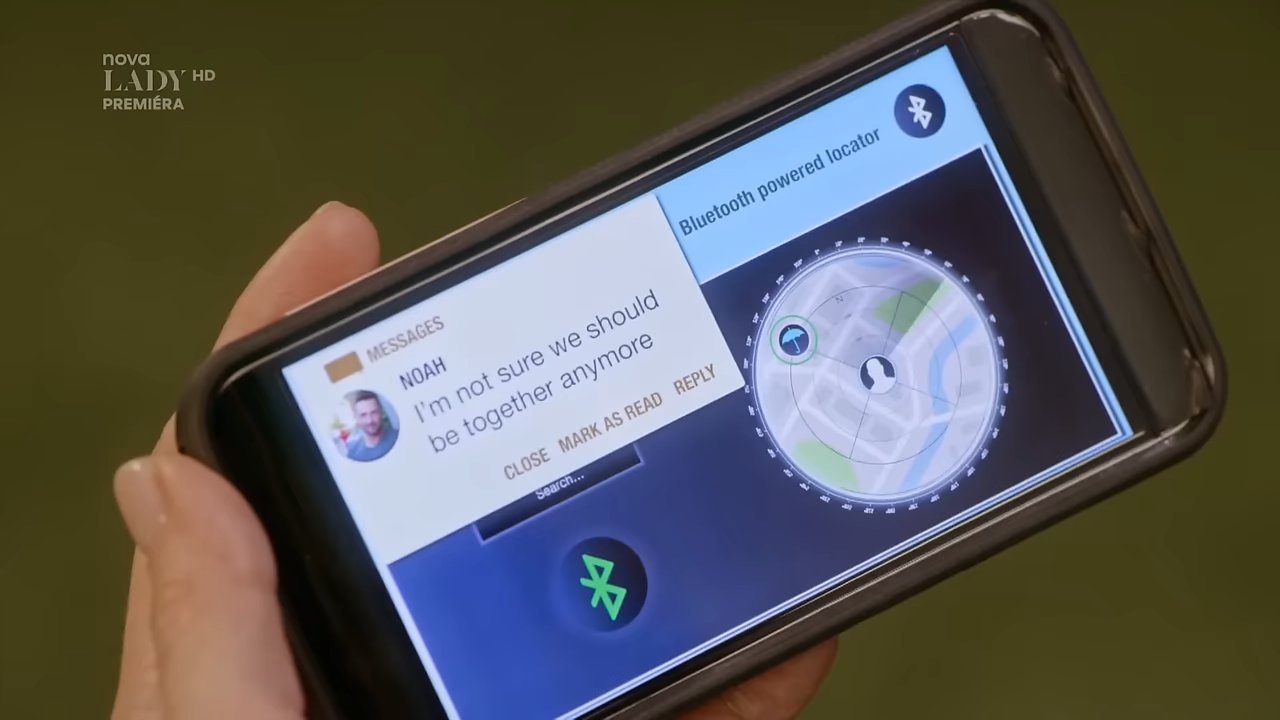 nova
LADY HD
PREMIÉRA
Bluetooth powered locator
MESSAGES
NOAH
I'm not sure we should
be together anymore
CLOSE MARK AS READ REPLY
Search...
N